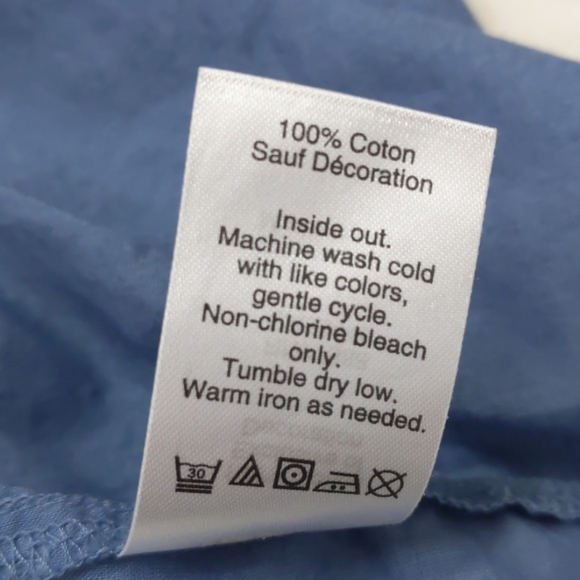 100% Coton
Sauf Décoration
Inside out.
Machine wash cold
with like colors,
gentle cycle.
Non-chlorine bleach
only.
Tumble dry low.
Warm iron as needed.
30